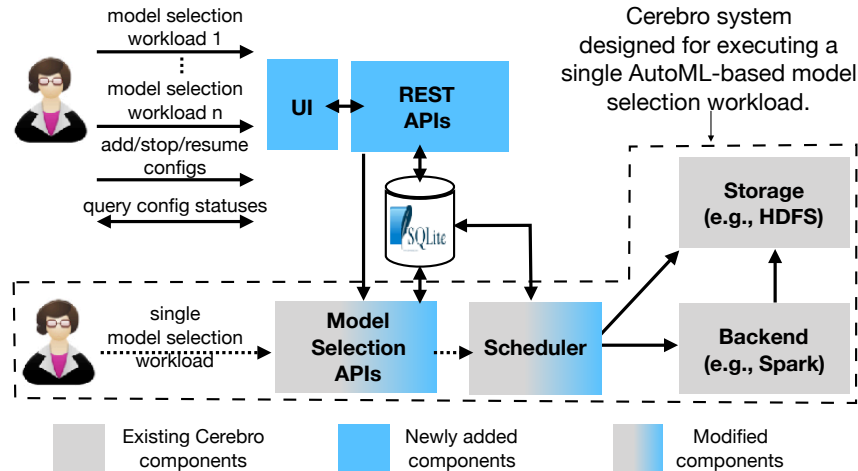 model selection
workload 1
model selection
workload n
add/stop/resume
configs
query config statuses
UI
REST
APIs
SQLite
Cerebro system
designed for executing a
single AutoML-based model
selection workload.
Storage
(e.g., HDFS)
single
model selection
workload
Model
Selection
APIs
Scheduler
Backend
(e.g., Spark)
Existing Cerebro
components
Newly added
components
Modified
components